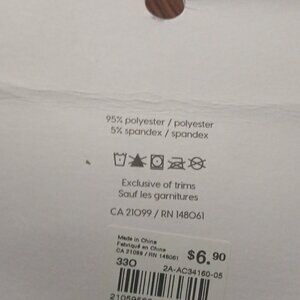 95% polyester / polyester
5% spandex / spandex
Exclusive of trims
Sauf les garnitures
CA 21099 / RN 148061
Made in China
Fabriqué en Chine
CA 21099 / RN 148061
$6.90
330
2A-AC34160-05